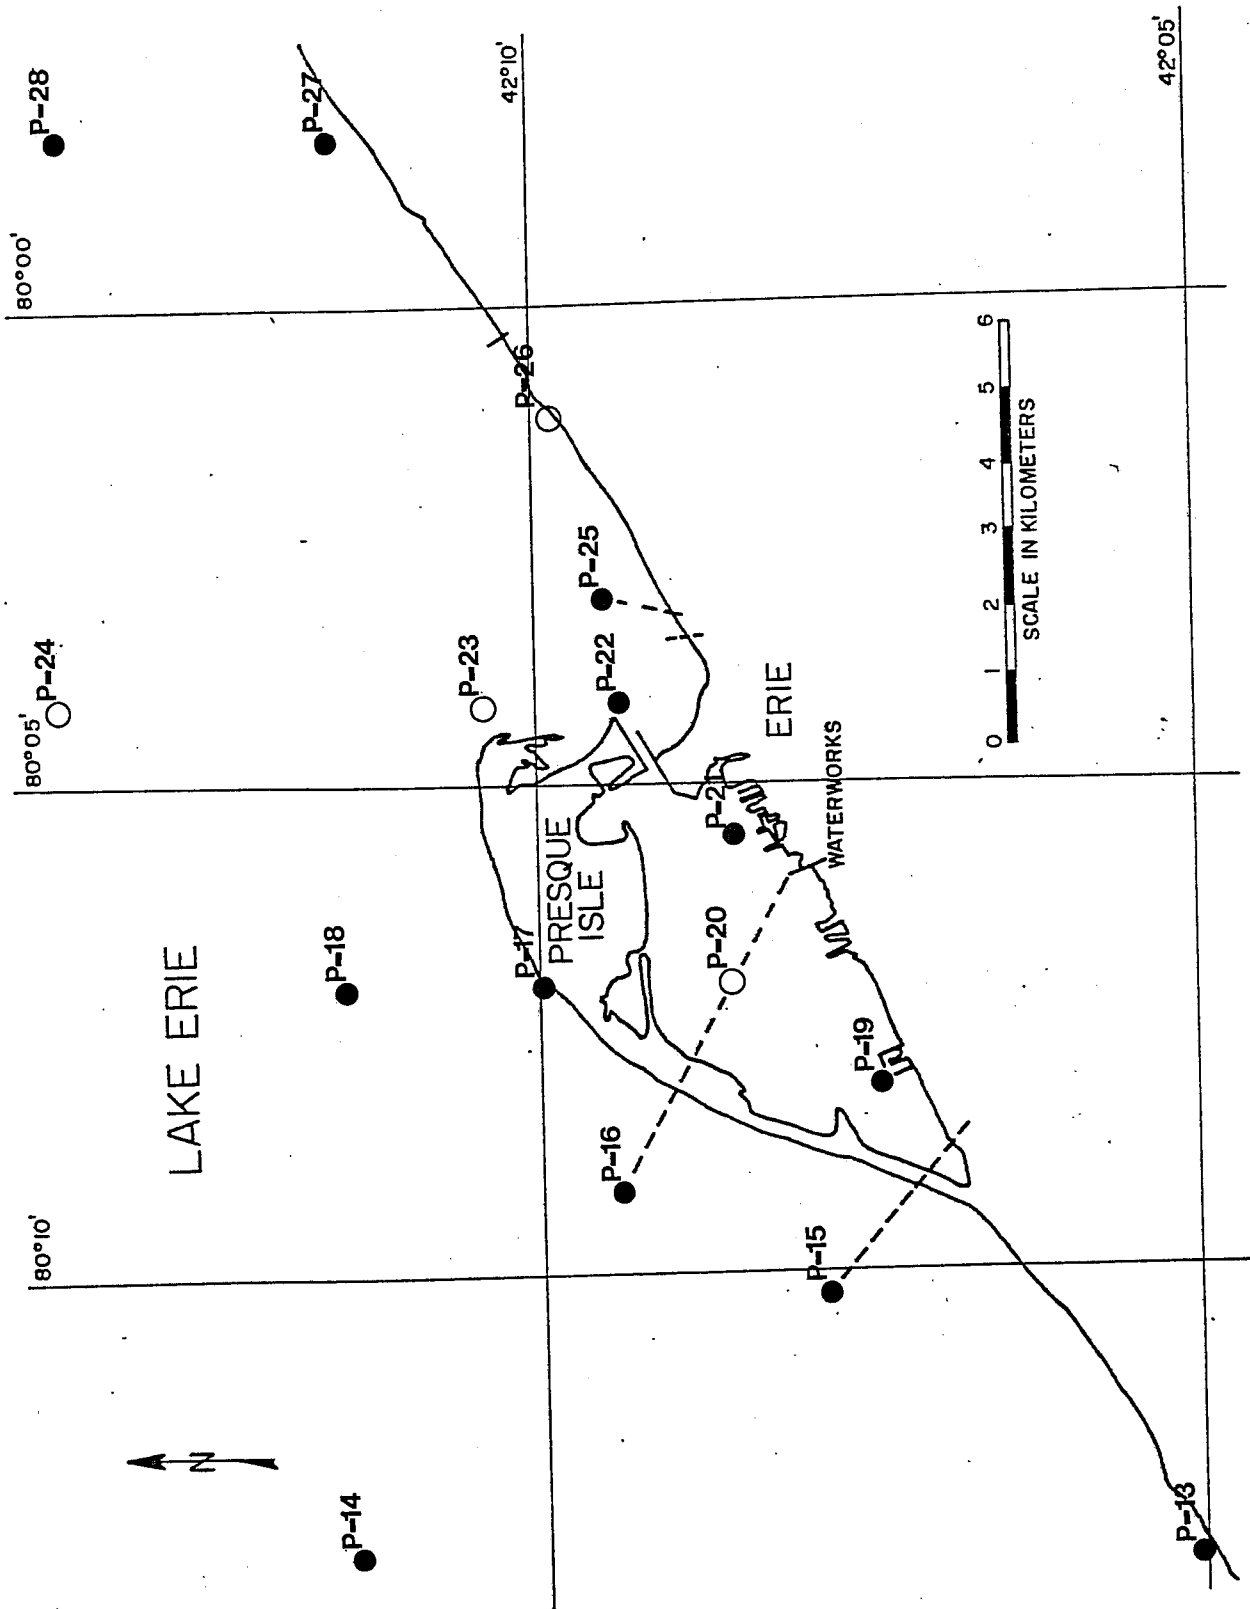 80°10'
80°05'
80°00'
P-24
P-28
LAKE ERIE
N
P-14
P-18
P-27
P-23
42°10'
P-17
P-26
PRESQUE
ISLE
P-16
P-22
P-25
P-20
P-21
ERIE
P-15
WATERWORKS
P-19
0 1 2 3 4 5 6
SCALE IN KILOMETERS
42°05'
P-13